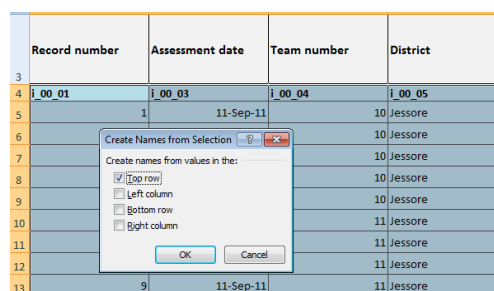 Record number Assessment date Team number District
3
4 i_00_01 i_00_03 i_00_04 i_00_05
5 1 11-Sep-11 10 Jessore
6 10 Jessore
7 10 Jessore
8 10 Jessore
9 10 Jessore
10 11 Jessore
11 11 Jessore
12 11 Jessore
13 9 11-Sep-11 11 Jessore
Create Names from Selection
Create names from values in the:
Top row
Left column
Bottom row
Right column
OK Cancel